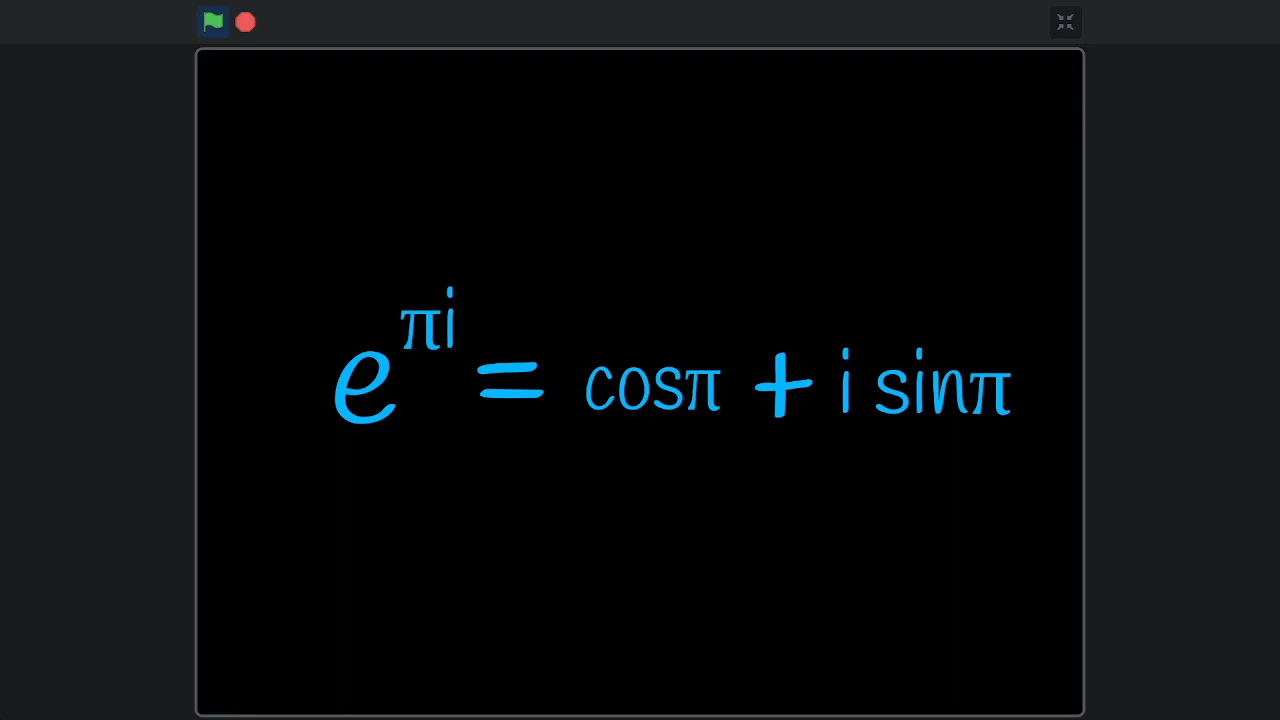 e^πi = cosπ + i sinπ